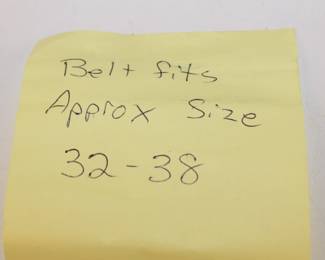 Belt fits
Approx Size
32-38